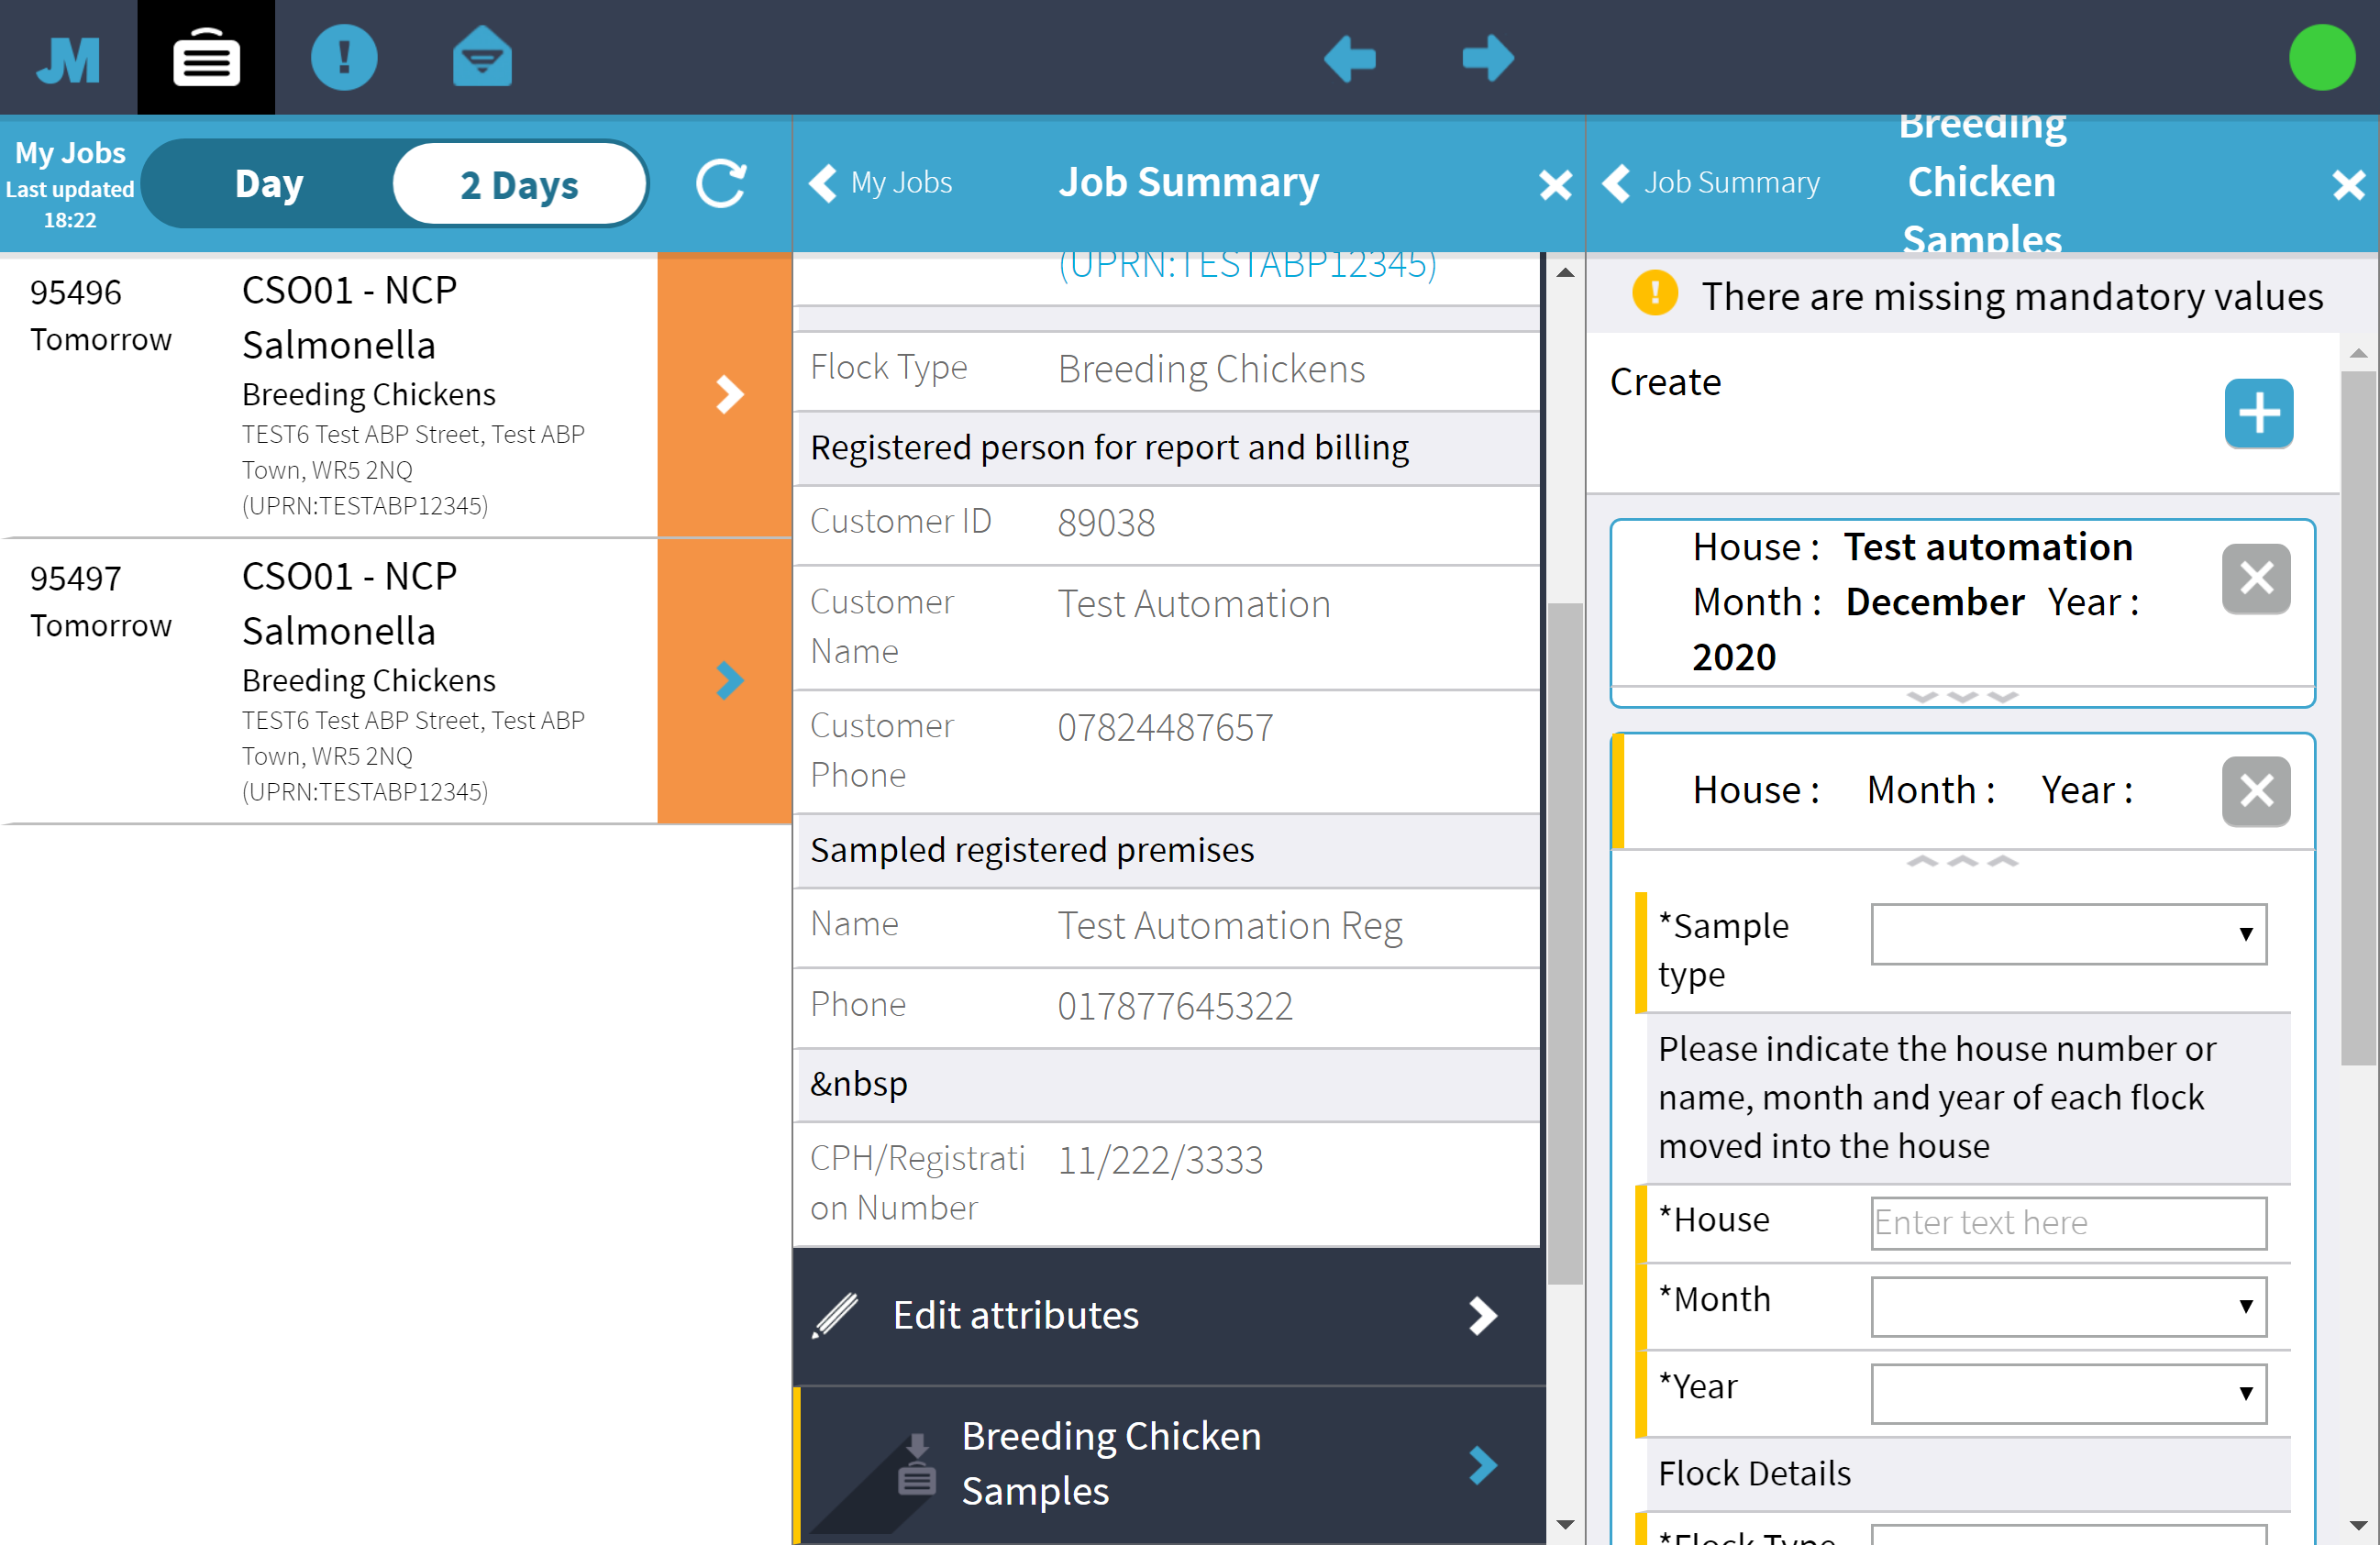 JM
My Jobs
Last updated
18:22
Day
2 Days
My Jobs
Job Summary
Job Summary
Breeding
Chicken
Samples
95496
Tomorrow
CSO01 - NCP
Salmonella
Breeding Chickens
TEST6 Test ABP Street, Test ABP
Town, WR5 2NQ
(UPRN:TESTABP12345)
95497
Tomorrow
CSO01 - NCP
Salmonella
Breeding Chickens
TEST6 Test ABP Street, Test ABP
Town, WR5 2NQ
(UPRN:TESTABP12345)
(UPRN:TESTABP12345)
Flock Type
Breeding Chickens
Registered person for report and billing
Customer ID
89038
Customer
Name
Test Automation
Customer
Phone
07824487657
Sampled registered premises
Name
Test Automation Reg
Phone
017877645322
&nbsp
CPH/Registrati
on Number
11/222/3333
Edit attributes
Breeding Chicken
Samples
There are missing mandatory values
Create
House : Test automation
Month : December Year :
2020
House : Month : Year :
*Sample
type
Please indicate the house number or
name, month and year of each flock
moved into the house
*House
Enter text here
*Month
*Year
Flock Details
*Flock Type